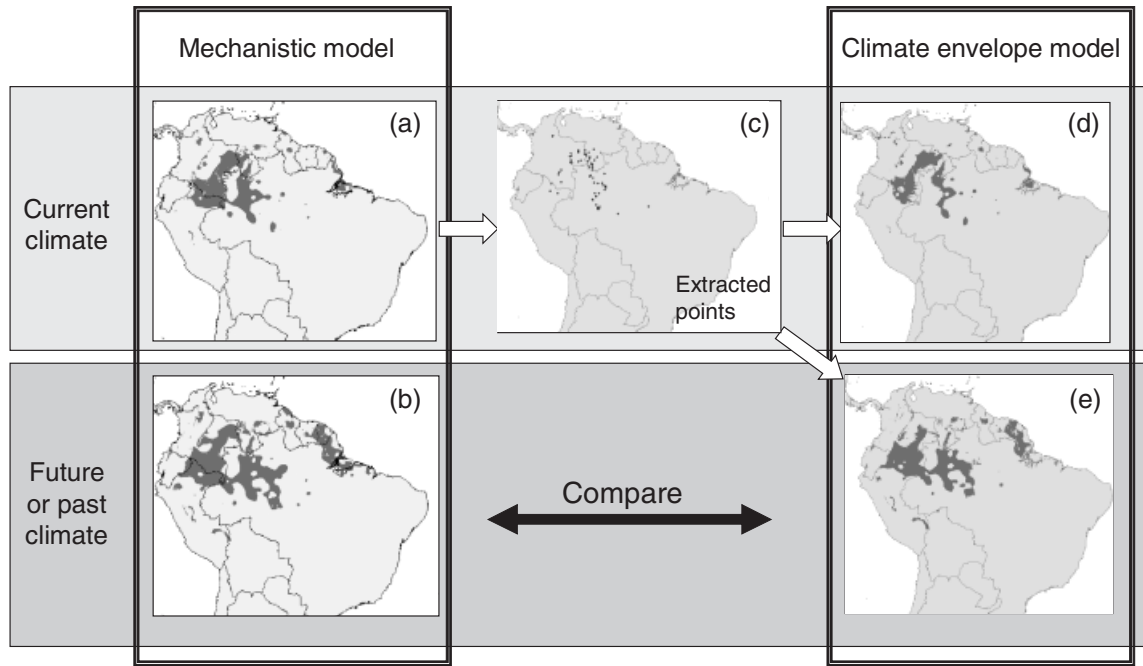 Mechanistic model
Climate envelope model
(a)
(c)
(d)
Current
climate
Extracted
points
(b)
(e)
Future
or past
climate
Compare